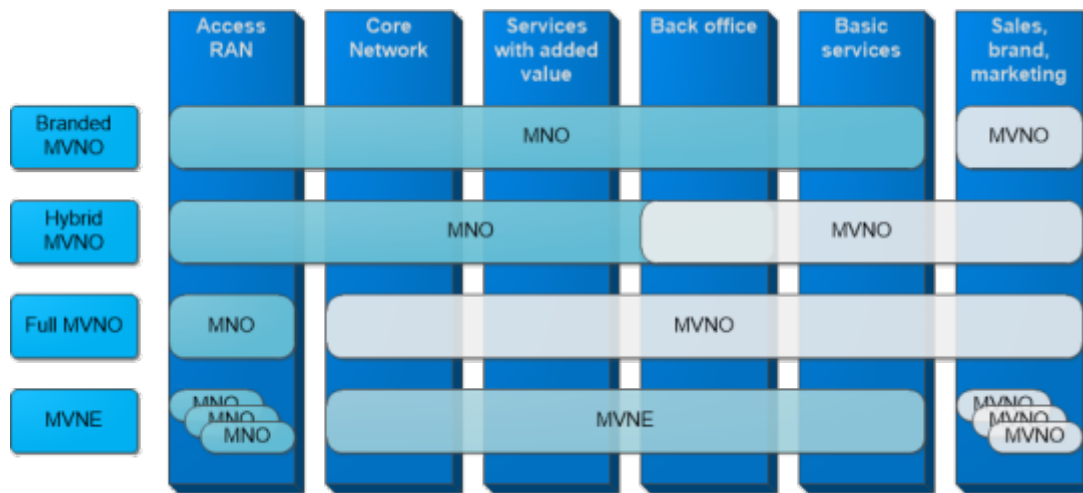 Access
RAN
Core
Network
Services
with added
value
Back office
Basic
services
Sales,
brand,
marketing
Branded
MVNO
MNO
MVNO
Hybrid
MVNO
MNO
MVNO
Full MVNO
MNO
MVNO
MVNE
MNO
MNO
MNO
MVNE
MVNO
MVNO
MVNO